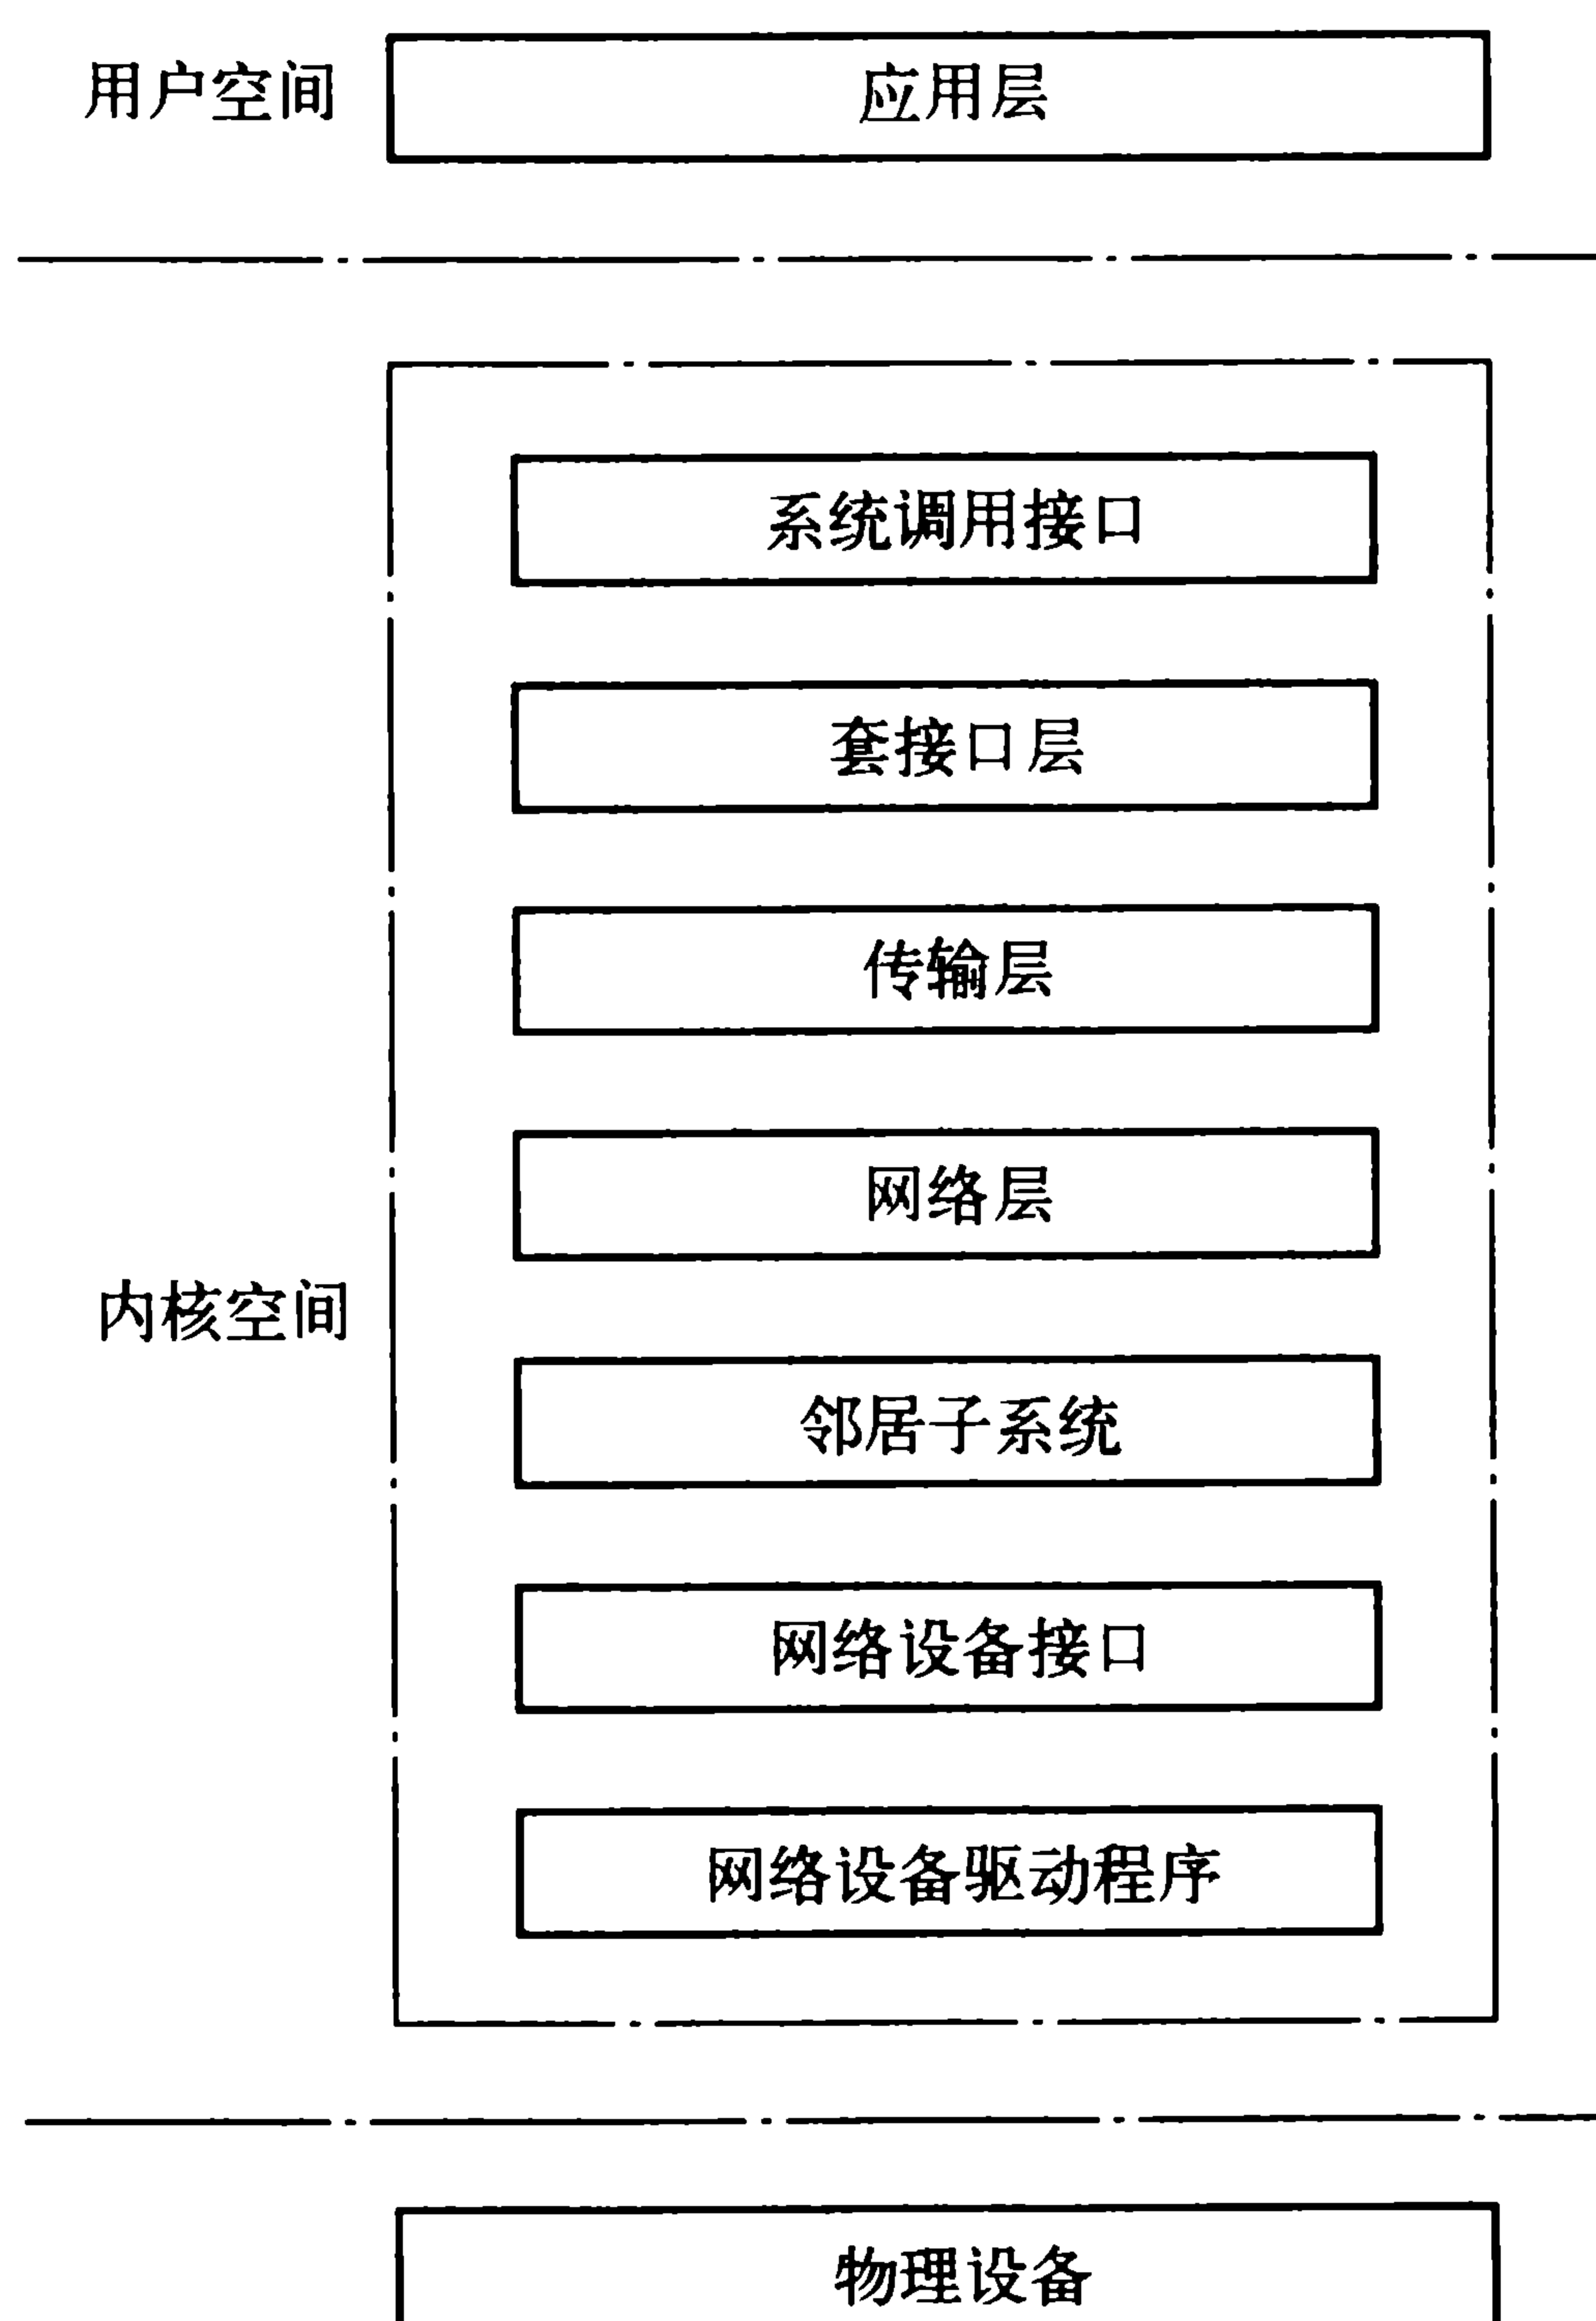 用户空间
应用层
系统调用接口
套接口层
传输层
网络层
内核空间
邻居子系统
网络设备接口
网络设备驱动程序
物理设备